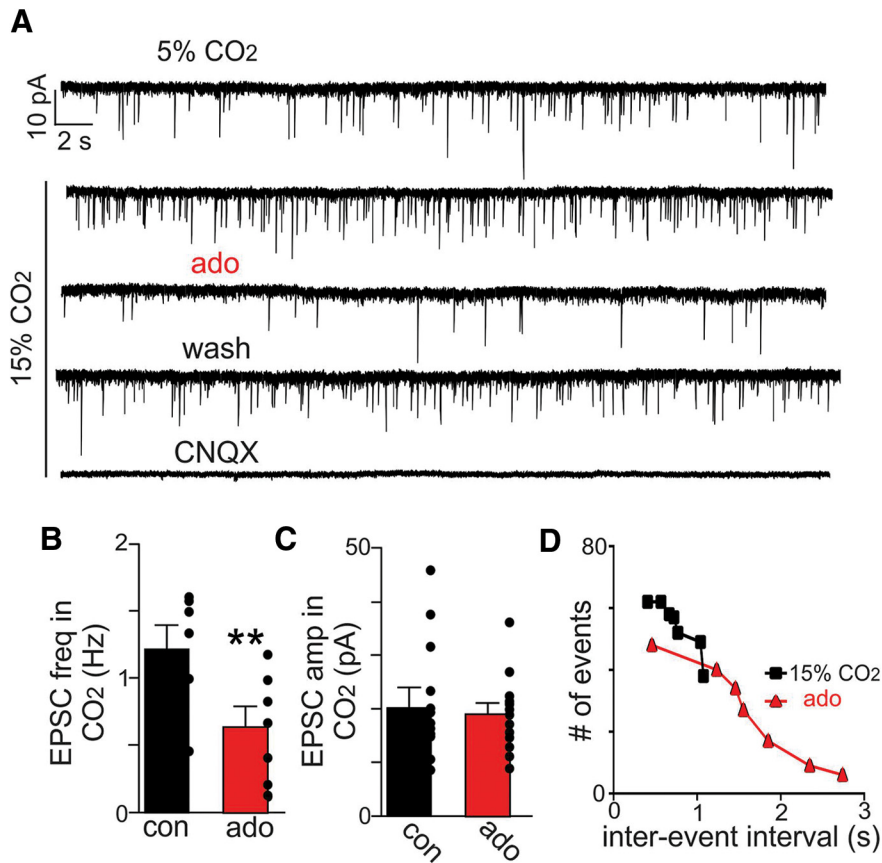 A
5% CO2
10 pA
2 s
15% CO2
ado
wash
CNQX
B
EPSC freq in
CO2 (Hz)
2
1
0
**
con
ado
C
EPSC amp in
CO2 (pA)
50
0
con
ado
D
# of events
80
0
15% CO2
ado
0
1
2
3
inter-event interval (s)